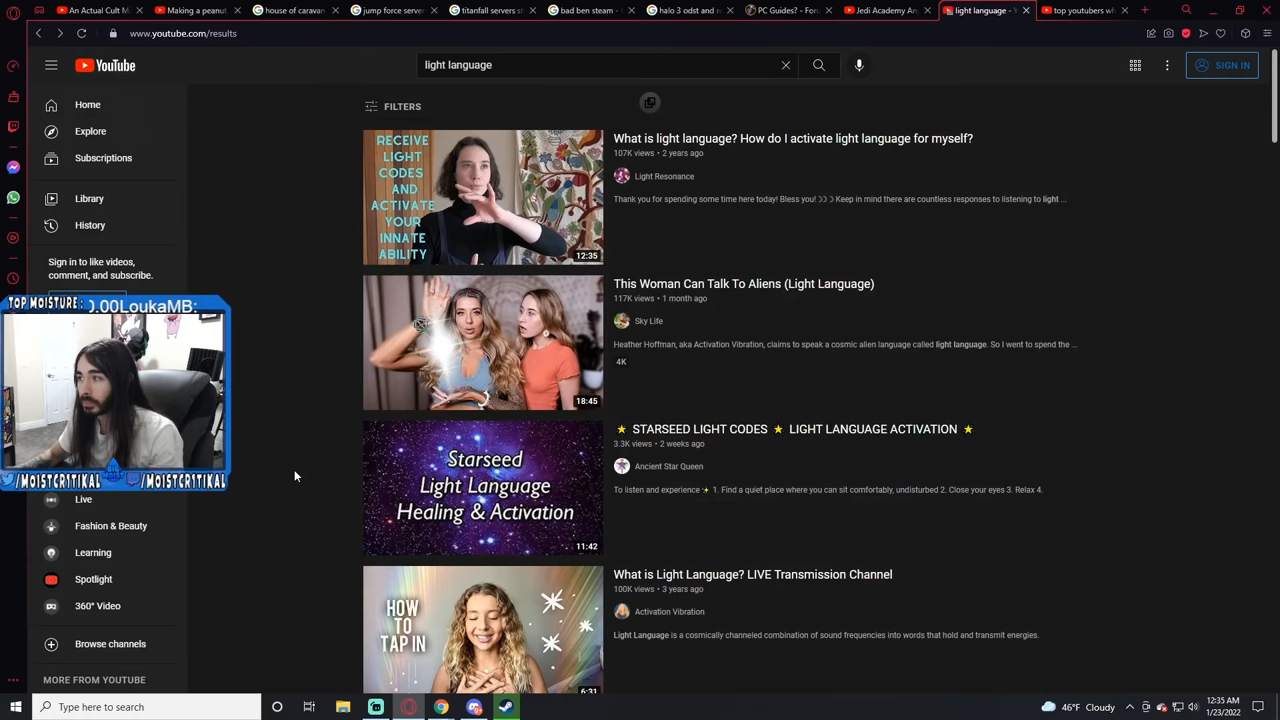 An Actual Cult M
Making a peanut
house of caravan
jump force server
titanfall servers s
bad ben steam - G
halo 3 odst and re
PC Guides? - Foru
Jedi Academy An
light language - Y
top youtubers wh
www.youtube.com/results
YouTube
light language
SIGN IN
FILTERS
Home
Explore
Subscriptions
Library
History
Sign in to like videos,
comment, and subscribe.
TOP MOISTURE:
0.00LoukaMB:
BIG
MOIST
/MOISTCR1TIKAL
/MOISTCR1TIKAL
Live
Fashion & Beauty
Learning
Spotlight
360° Video
Browse channels
MORE FROM YOUTUBE
RECEIVE
LIGHT
CODES
AND
ACTIVATE
YOUR
INNATE
ABILITY
12:35
What is light language? How do I activate light language for myself?
107K views • 2 years ago
Light Resonance
Thank you for spending some time here today! Bless you! ☽☽☽ Keep in mind there are countless responses to listening to light ...
18:45
This Woman Can Talk To Aliens (Light Language)
117K views • 1 month ago
Sky Life
Heather Hoffman, aka Activation Vibration, claims to speak a cosmic alien language called light language. So I went to spend the ...
4K
Starseed
Light Language
Healing & Activation
11:42
★ STARSEED LIGHT CODES ★ LIGHT LANGUAGE ACTIVATION ★
3.3K views • 2 weeks ago
Ancient Star Queen
To listen and experience ✨ 1. Find a quiet place where you can sit comfortably, undisturbed 2. Close your eyes 3. Relax 4.
HOW
TO
TAP IN
6:31
What is Light Language? LIVE Transmission Channel
100K views • 3 years ago
Activation Vibration
Light Language is a cosmically channeled combination of sound frequencies into words that hold and transmit energies.
Type here to search
46°F Cloudy
12:25 AM
1/23/2022